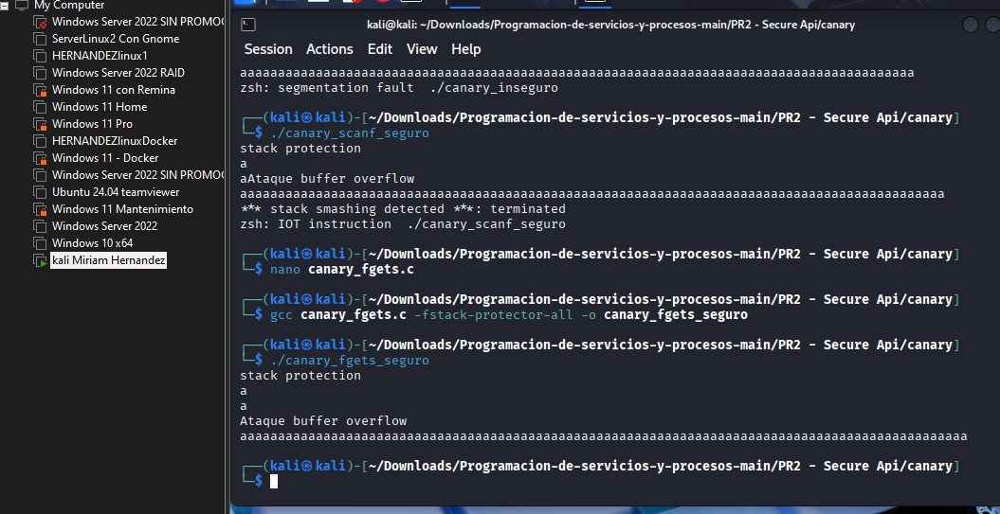 My Computer
Windows Server 2022 SIN PROMO
ServerLinux2 Con Gnome
HERNANDEZlinux1
Windows Server 2022 RAID
Windows 11 con Remina
Windows 11 Home
Windows 11 Pro
HERNANDEZlinuxDocker
Windows 11 - Docker
Windows Server 2022 SIN PROMO
Ubuntu 24.04 teamviewer
Windows 11 Mantenimiento
Windows Server 2022
Windows 10 x64
kali Miriam Hernandez
kali@kali: ~/Downloads/Programacion-de-servicios-y-procesos-main/PR2 - Secure Api/canary
Session Actions Edit View Help
aaaaaaaaaaaaaaaaaaaaaaaaaaaaaaaaaaaaaaaaaaaaaaaaaaaaaaaaaaaaaaaaaaaaaaaaaaaaaaaaaaaaaaaaa
zsh: segmentation fault  ./canary_inseguro
┌──(kali㉿kali)-[~/Downloads/Programacion-de-servicios-y-procesos-main/PR2 - Secure Api/canary]
└─$ ./canary_scanf_seguro
stack protection
a
aAtaque buffer overflow
aaaaaaaaaaaaaaaaaaaaaaaaaaaaaaaaaaaaaaaaaaaaaaaaaaaaaaaaaaaaaaaaaaaaaaaaaaaaaaaaaaaaaaaaaaaaa
*** stack smashing detected ***: terminated
zsh: IOT instruction  ./canary_scanf_seguro
┌──(kali㉿kali)-[~/Downloads/Programacion-de-servicios-y-procesos-main/PR2 - Secure Api/canary]
└─$ nano canary_fgets.c
┌──(kali㉿kali)-[~/Downloads/Programacion-de-servicios-y-procesos-main/PR2 - Secure Api/canary]
└─$ gcc canary_fgets.c -fstack-protector-all -o canary_fgets_seguro
┌──(kali㉿kali)-[~/Downloads/Programacion-de-servicios-y-procesos-main/PR2 - Secure Api/canary]
└─$ ./canary_fgets_seguro
stack protection
a
a
Ataque buffer overflow
aaaaaaaaaaaaaaaaaaaaaaaaaaaaaaaaaaaaaaaaaaaaaaaaaaaaaaaaaaaaaaaaaaaaaaaaaaaaaaaaaaaaaaaaaaaaaaaa
┌──(kali㉿kali)-[~/Downloads/Programacion-de-servicios-y-procesos-main/PR2 - Secure Api/canary]
└─$